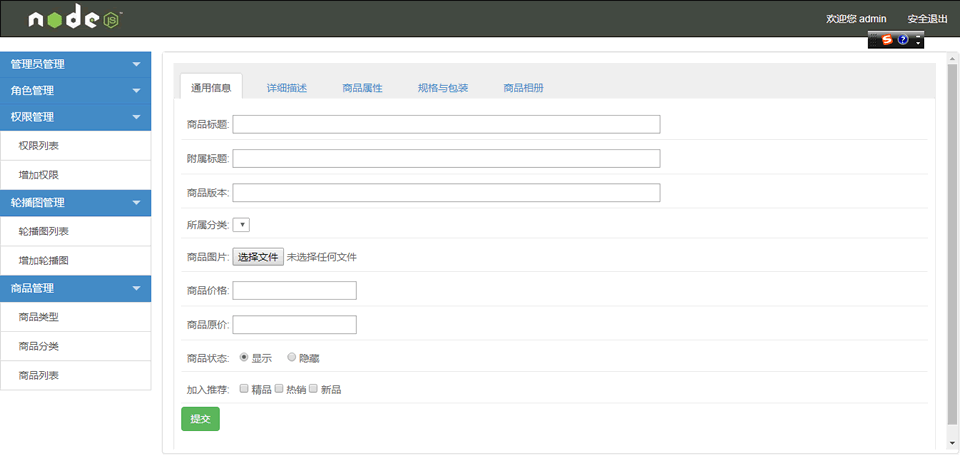 node JS
欢迎您 admin 安全退出
管理员管理
角色管理
权限管理
权限列表
增加权限
轮播图管理
轮播图列表
增加轮播图
商品管理
商品类型
商品分类
商品列表
通用信息 详细描述 商品属性 规格与包装 商品相册
商品标题:
附属标题:
商品版本:
所属分类:
商品图片: 选择文件 未选择任何文件
商品价格:
商品原价:
商品状态: 显示 隐藏
加入推荐: 精品 热销 新品
提交